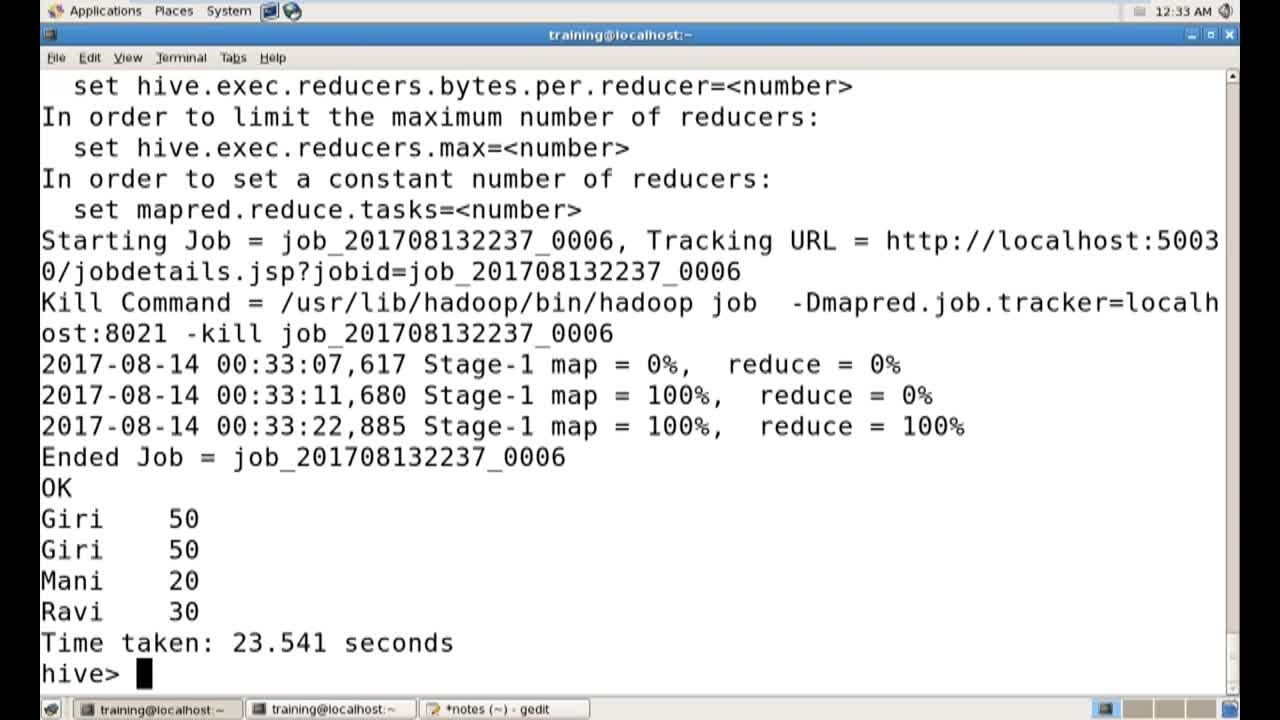 Applications Places System 12:33 AM
training@localhost:~
File Edit View Terminal Tabs Help
set hive.exec.reducers.bytes.per.reducer=<number>
In order to limit the maximum number of reducers:
set hive.exec.reducers.max=<number>
In order to set a constant number of reducers:
set mapred.reduce.tasks=<number>
Starting Job = job_201708132237_0006, Tracking URL = http://localhost:5003
0/jobdetails.jsp?jobid=job_201708132237_0006
Kill Command = /usr/lib/hadoop/bin/hadoop job  -Dmapred.job.tracker=localh
ost:8021 -kill job_201708132237_0006
2017-08-14 00:33:07,617 Stage-1 map = 0%,  reduce = 0%
2017-08-14 00:33:11,680 Stage-1 map = 100%,  reduce = 0%
2017-08-14 00:33:22,885 Stage-1 map = 100%,  reduce = 100%
Ended Job = job_201708132237_0006
OK
Giri    50
Giri    50
Mani    20
Ravi    30
Time taken: 23.541 seconds
hive>
training@localhost:~ training@localhost:~ *notes (~) - gedit